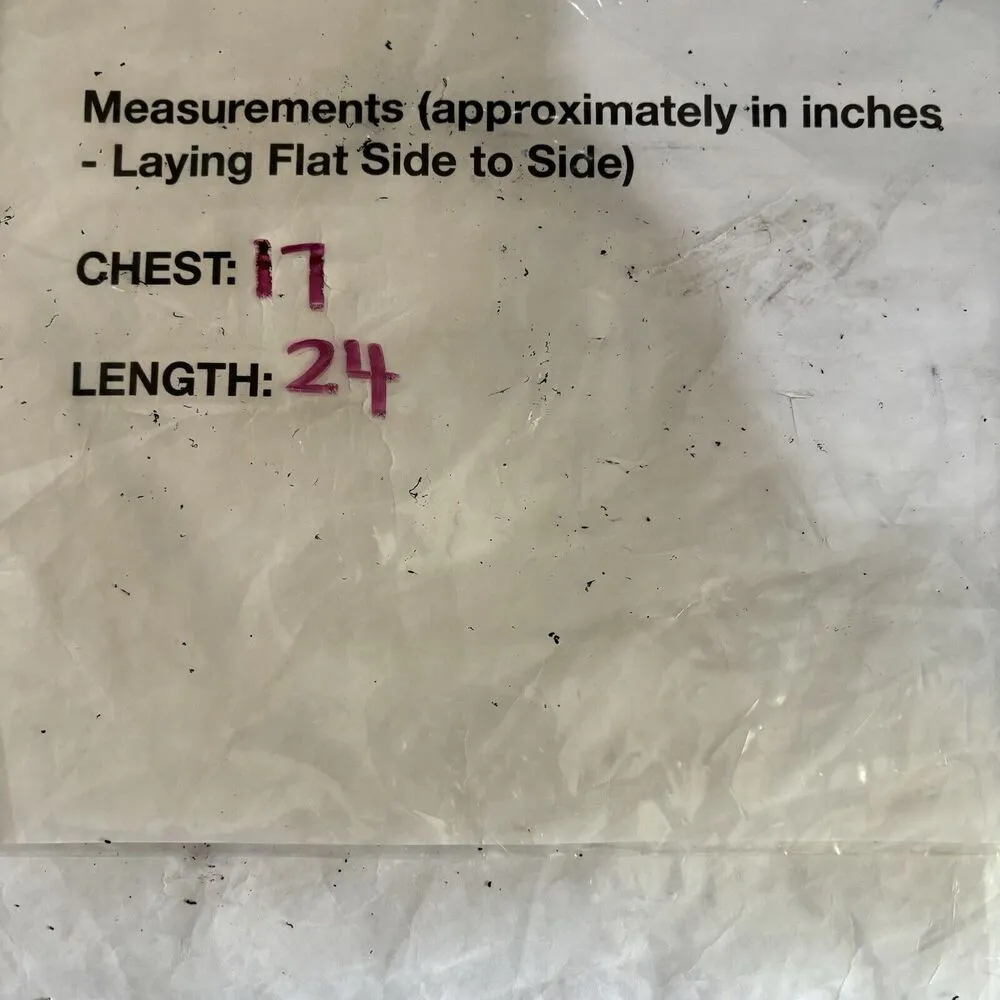 Measurements (approximately in inches
- Laying Flat Side to Side)
CHEST: 17
LENGTH: 24